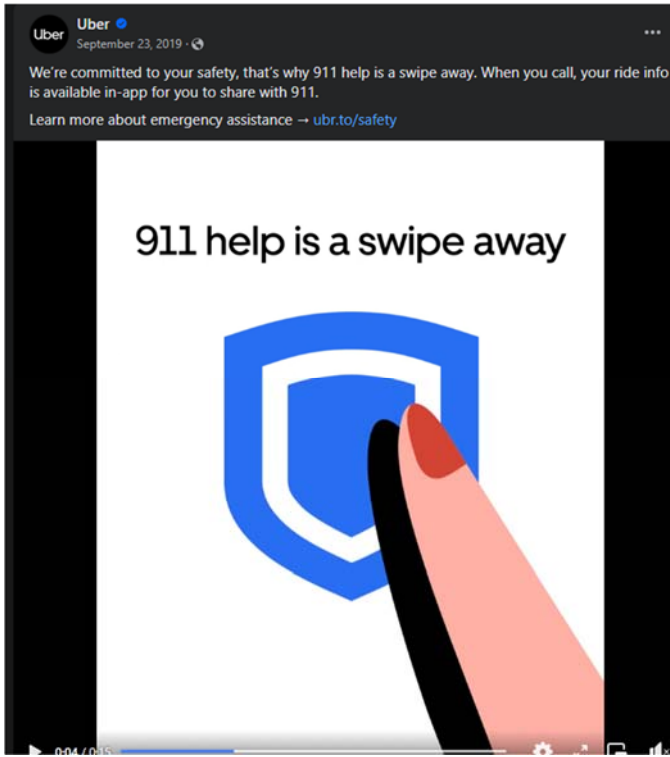 Uber
Uber
September 23, 2019 ·
We're committed to your safety, that's why 911 help is a swipe away. When you call, your ride info
is available in-app for you to share with 911.
Learn more about emergency assistance → ubr.to/safety
911 help is a swipe away
0:04 / 0:15